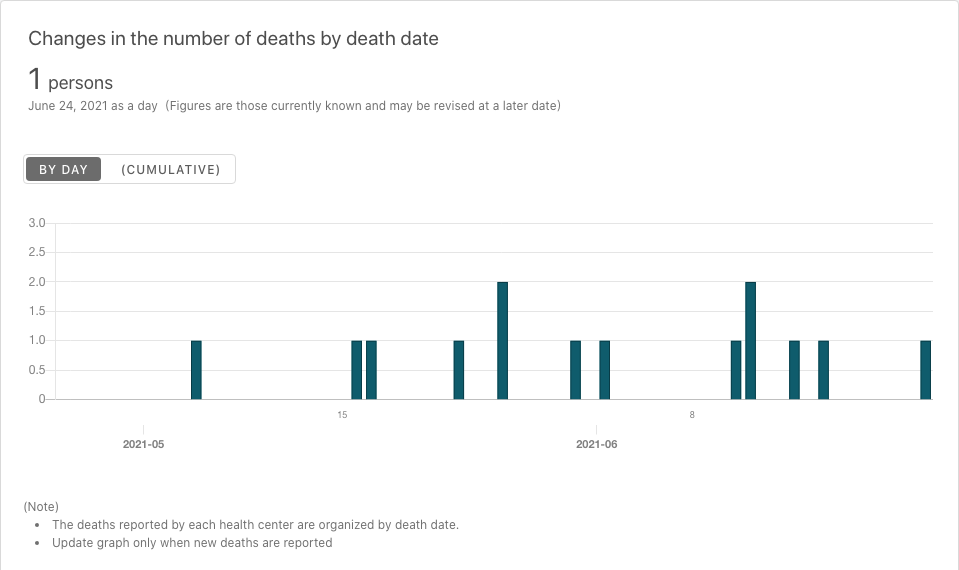 Changes in the number of deaths by death date
1 persons
June 24, 2021 as a day (Figures are those currently known and may be revised at a later date)
BY DAY (CUMULATIVE)
3.0
2.5
2.0
1.5
1.0
0.5
0
15 8
2021-05 2021-06
(Note)
• The deaths reported by each health center are organized by death date.
• Update graph only when new deaths are reported